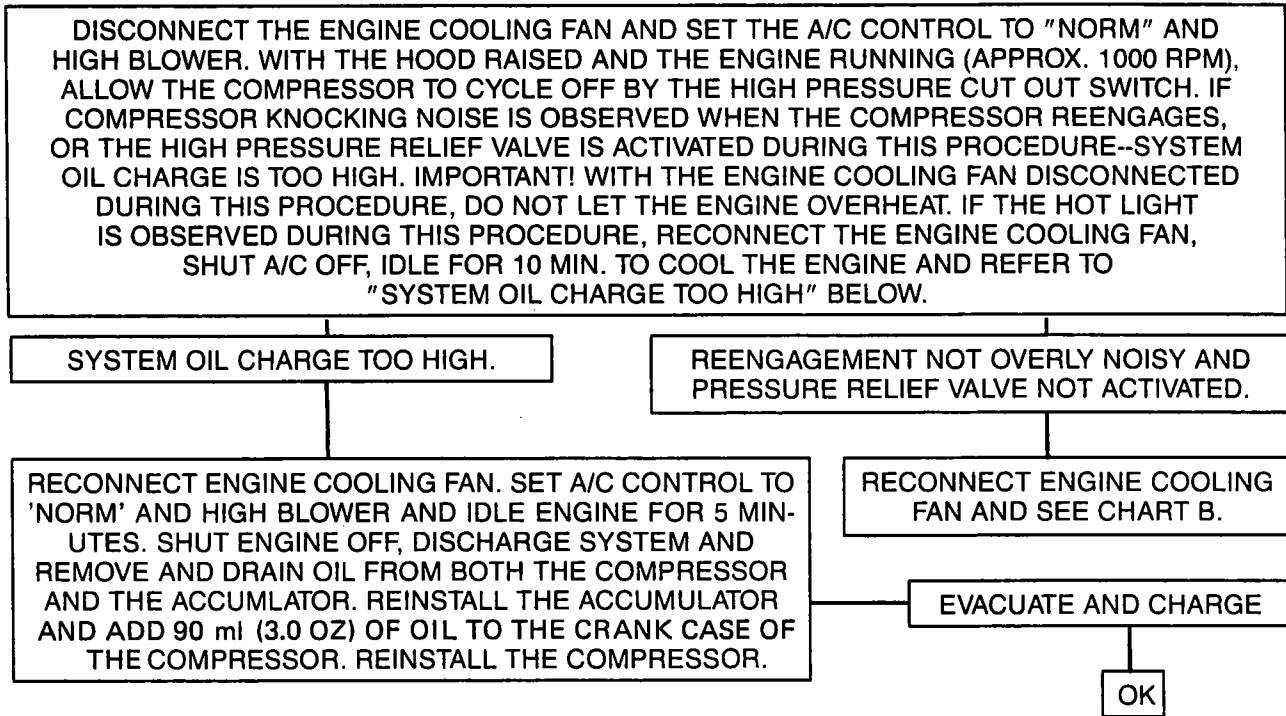 DISCONNECT THE ENGINE COOLING FAN AND SET THE A/C CONTROL TO "NORM" AND
HIGH BLOWER. WITH THE HOOD RAISED AND THE ENGINE RUNNING (APPROX. 1000 RPM),
ALLOW THE COMPRESSOR TO CYCLE OFF BY THE HIGH PRESSURE CUT OUT SWITCH. IF
COMPRESSOR KNOCKING NOISE IS OBSERVED WHEN THE COMPRESSOR REENGAGES,
OR THE HIGH PRESSURE RELIEF VALVE IS ACTIVATED DURING THIS PROCEDURE--SYSTEM
OIL CHARGE IS TOO HIGH. IMPORTANT! WITH THE ENGINE COOLING FAN DISCONNECTED
DURING THIS PROCEDURE, DO NOT LET THE ENGINE OVERHEAT. IF THE HOT LIGHT
IS OBSERVED DURING THIS PROCEDURE, RECONNECT THE ENGINE COOLING FAN,
SHUT A/C OFF, IDLE FOR 10 MIN. TO COOL THE ENGINE AND REFER TO
"SYSTEM OIL CHARGE TOO HIGH" BELOW.
SYSTEM OIL CHARGE TOO HIGH.
REENGAGEMENT NOT OVERLY NOISY AND
PRESSURE RELIEF VALVE NOT ACTIVATED.
RECONNECT ENGINE COOLING FAN. SET A/C CONTROL TO
'NORM' AND HIGH BLOWER AND IDLE ENGINE FOR 5 MIN-
UTES. SHUT ENGINE OFF, DISCHARGE SYSTEM AND
REMOVE AND DRAIN OIL FROM BOTH THE COMPRESSOR
AND THE ACCUMLATOR. REINSTALL THE ACCUMULATOR
AND ADD 90 ml (3.0 OZ) OF OIL TO THE CRANK CASE OF
THE COMPRESSOR. REINSTALL THE COMPRESSOR.
RECONNECT ENGINE COOLING
FAN AND SEE CHART B.
EVACUATE AND CHARGE
OK